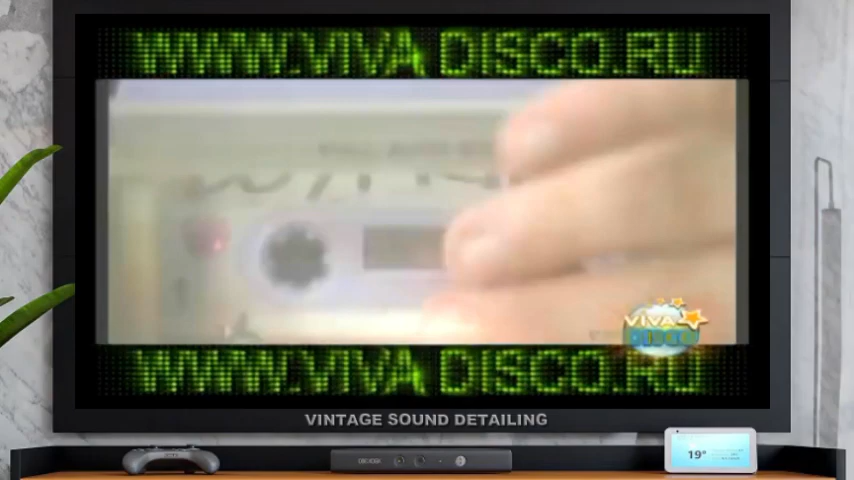 WWW.VIVA DISCO.RU
VIVA
DISCO
WWW.VIVA DISCO.RU
VINTAGE SOUND DETAILING
19°